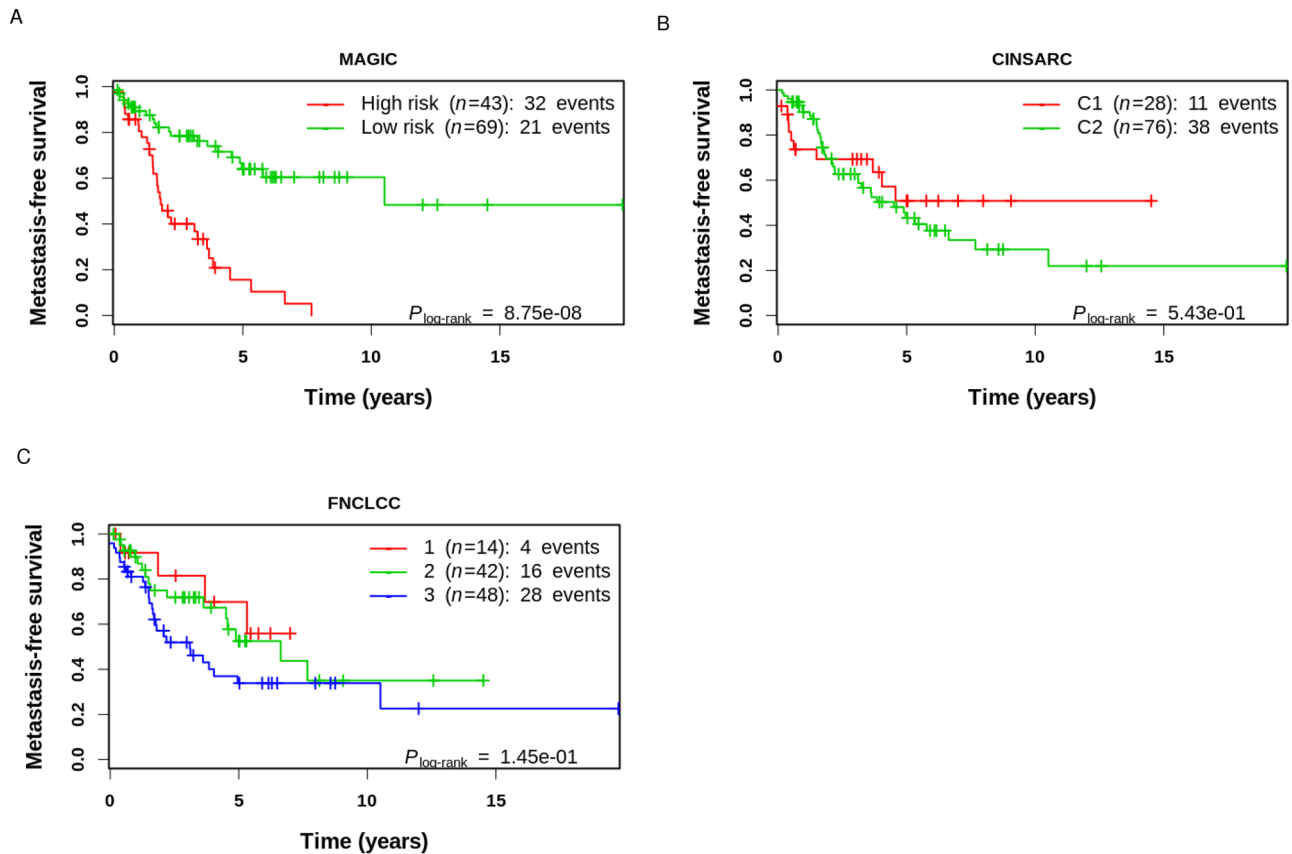 A
MAGIC
Metastasis-free survival
1.0
0.8
0.6
0.4
0.2
0.0
High risk (n=43): 32 events
Low risk (n=69): 21 events
P log-rank = 8.75e-08
0 5 10 15
Time (years)
B
CINSARC
Metastasis-free survival
1.0
0.8
0.6
0.4
0.2
0.0
C1 (n=28): 11 events
C2 (n=76): 38 events
P log-rank = 5.43e-01
0 5 10 15
Time (years)
C
FNCLCC
Metastasis-free survival
1.0
0.8
0.6
0.4
0.2
0.0
1 (n=14): 4 events
2 (n=42): 16 events
3 (n=48): 28 events
P log-rank = 1.45e-01
0 5 10 15
Time (years)